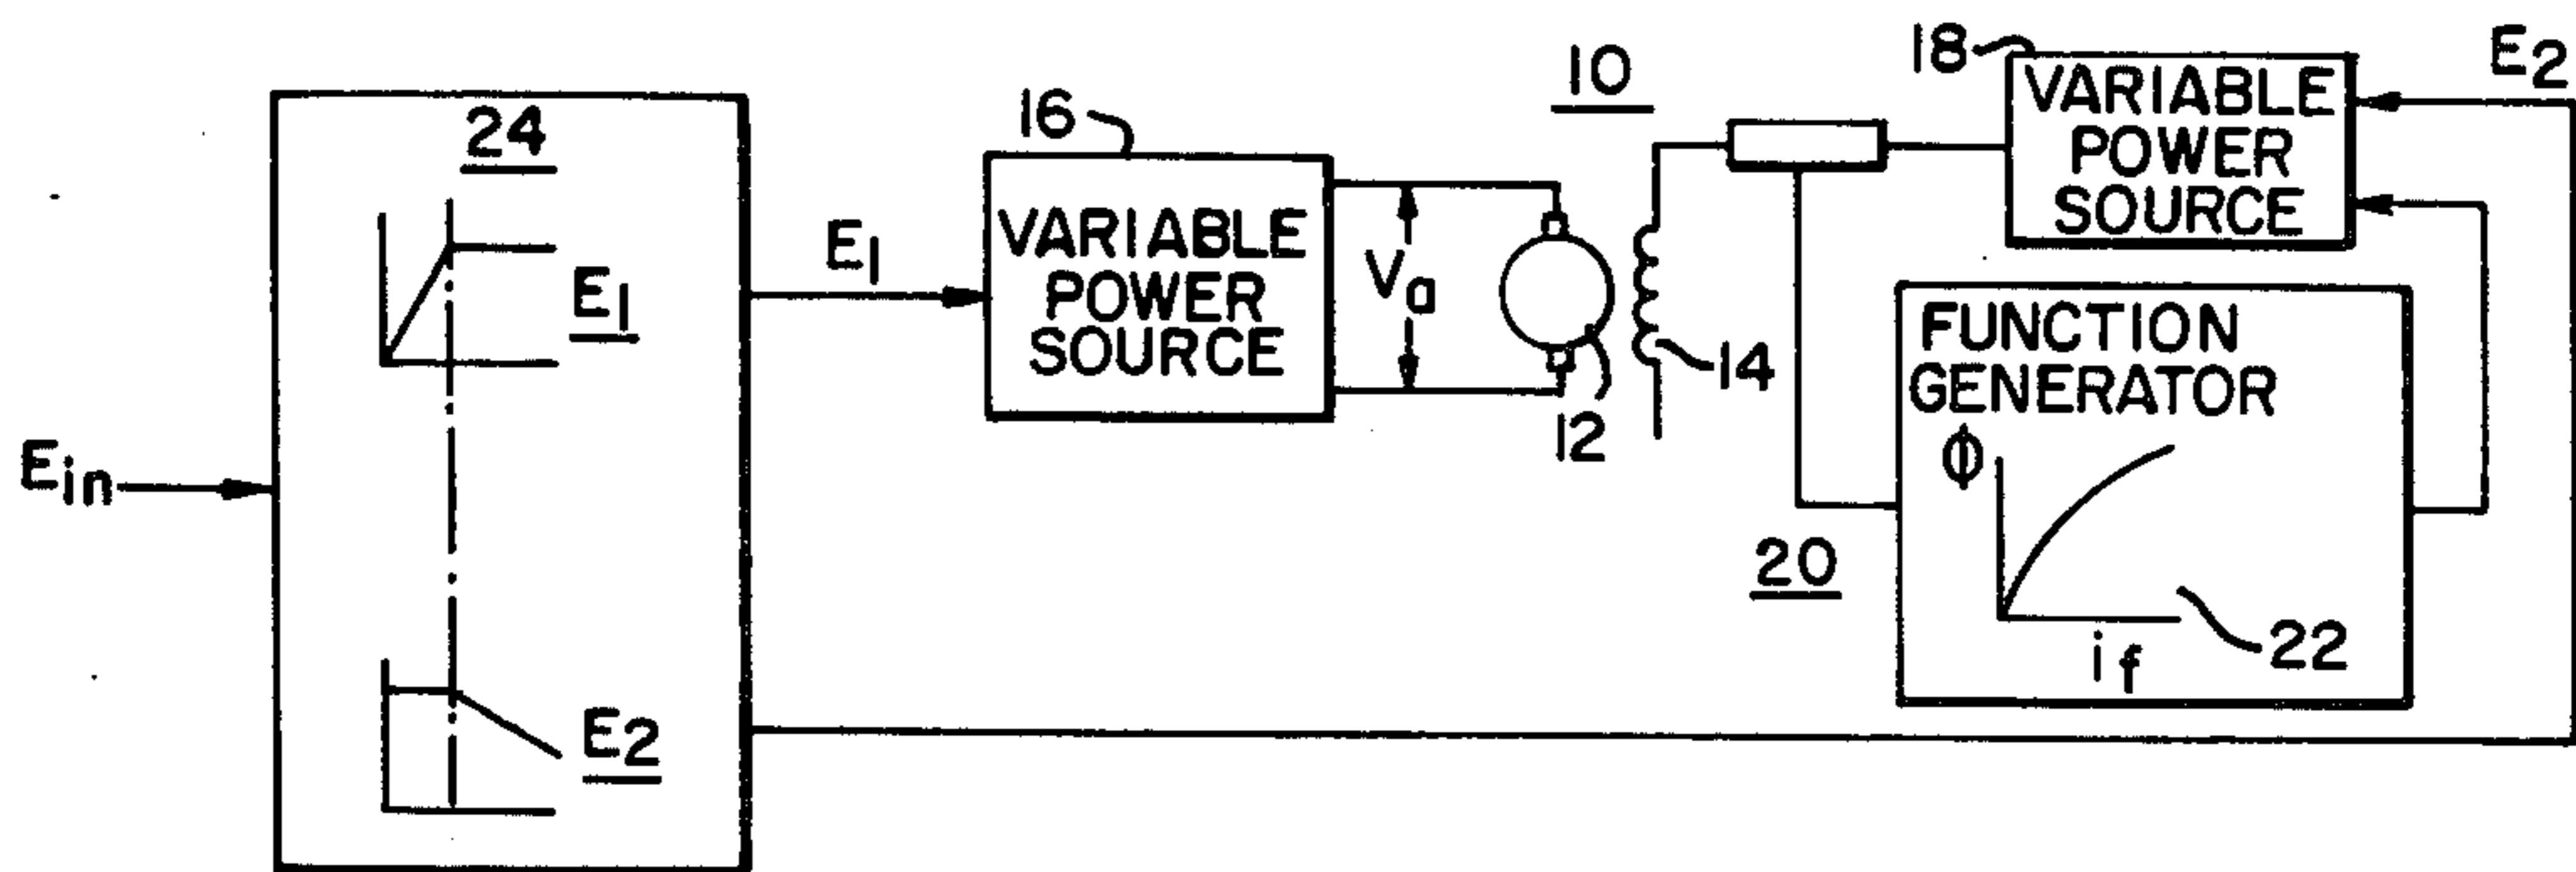 24
E1
E2
Ein
E1
16
VARIABLE
POWER
SOURCE
Va
10
12
14
18
VARIABLE
POWER
SOURCE
E2
20
FUNCTION
GENERATOR
Φ
if
22